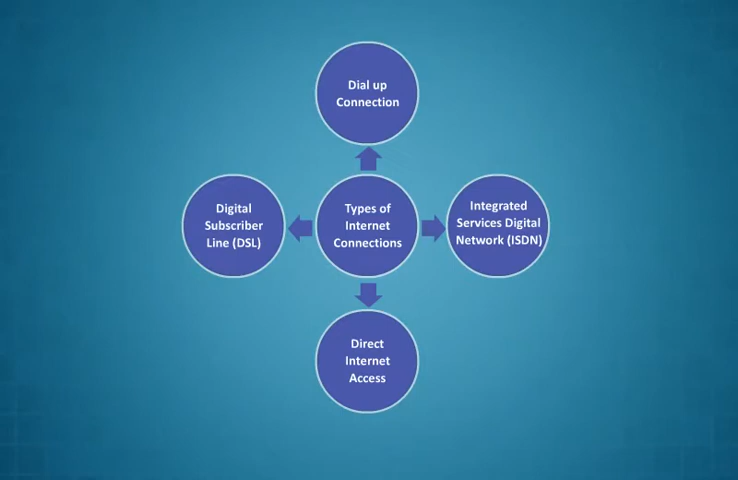 Dial up
Connection
Digital
Subscriber
Line (DSL)
Types of
Internet
Connections
Integrated
Services Digital
Network (ISDN)
Direct
Internet
Access